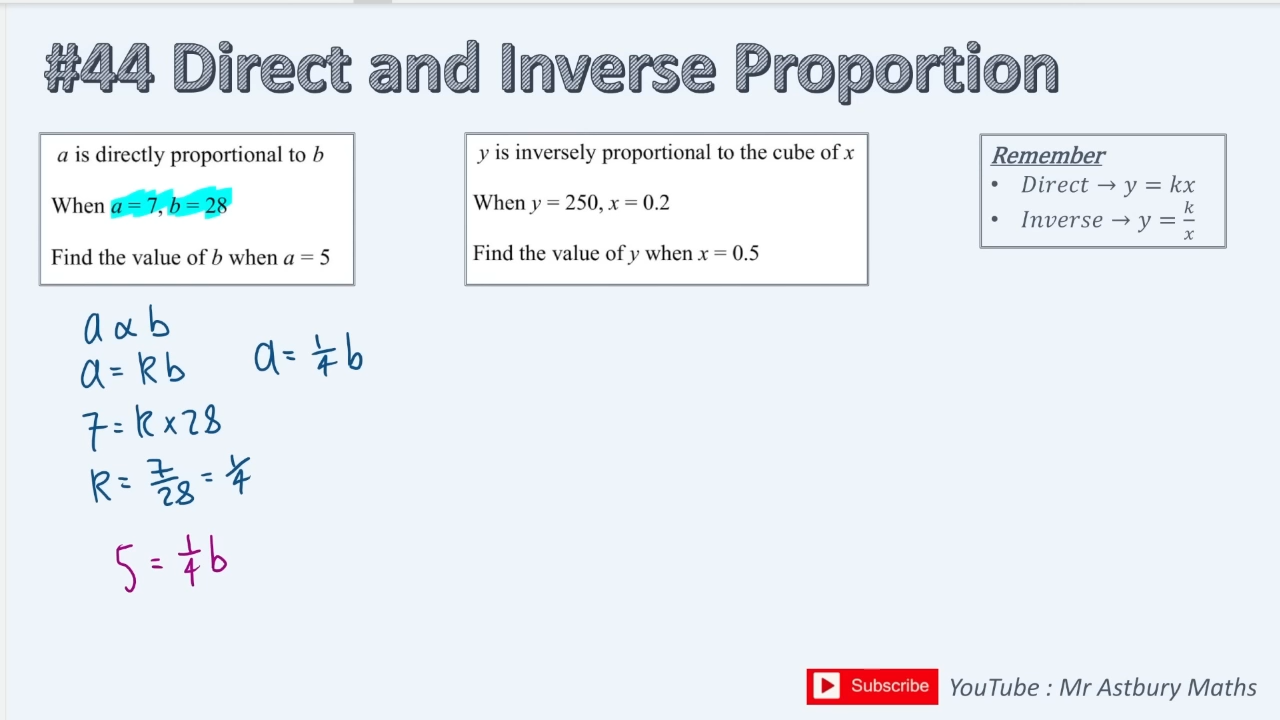 #44 Direct and Inverse Proportion
a is directly proportional to b
When a = 7, b = 28
Find the value of b when a = 5
y is inversely proportional to the cube of x
When y = 250, x = 0.2
Find the value of y when x = 0.5
Remember
• Direct → y = kx
• Inverse → y = k/x
a ∝ b
a = kb
7 = k × 28
k = 7/28 = 1/4
a = 1/4 b
5 = 1/4 b
Subscribe
YouTube : Mr Astbury Maths